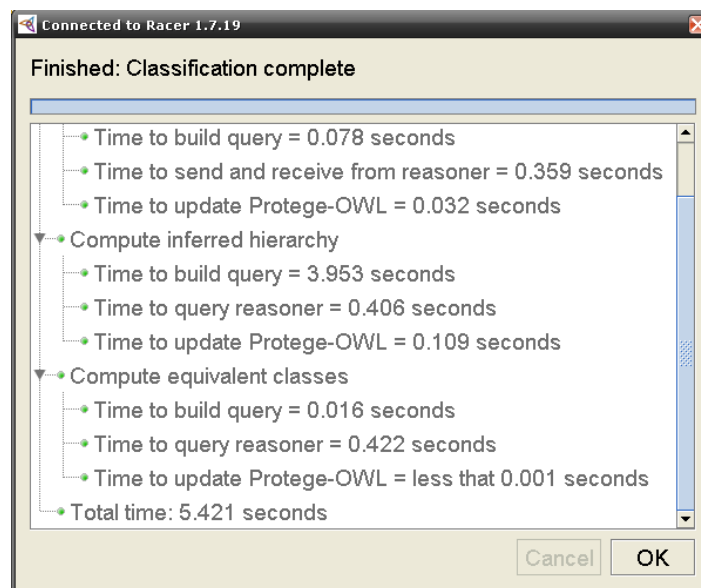 Connected to Racer 1.7.19
Finished: Classification complete
Time to build query = 0.078 seconds
Time to send and receive from reasoner = 0.359 seconds
Time to update Protege-OWL = 0.032 seconds
Compute inferred hierarchy
Time to build query = 3.953 seconds
Time to query reasoner = 0.406 seconds
Time to update Protege-OWL = 0.109 seconds
Compute equivalent classes
Time to build query = 0.016 seconds
Time to query reasoner = 0.422 seconds
Time to update Protege-OWL = less that 0.001 seconds
Total time: 5.421 seconds
Cancel OK